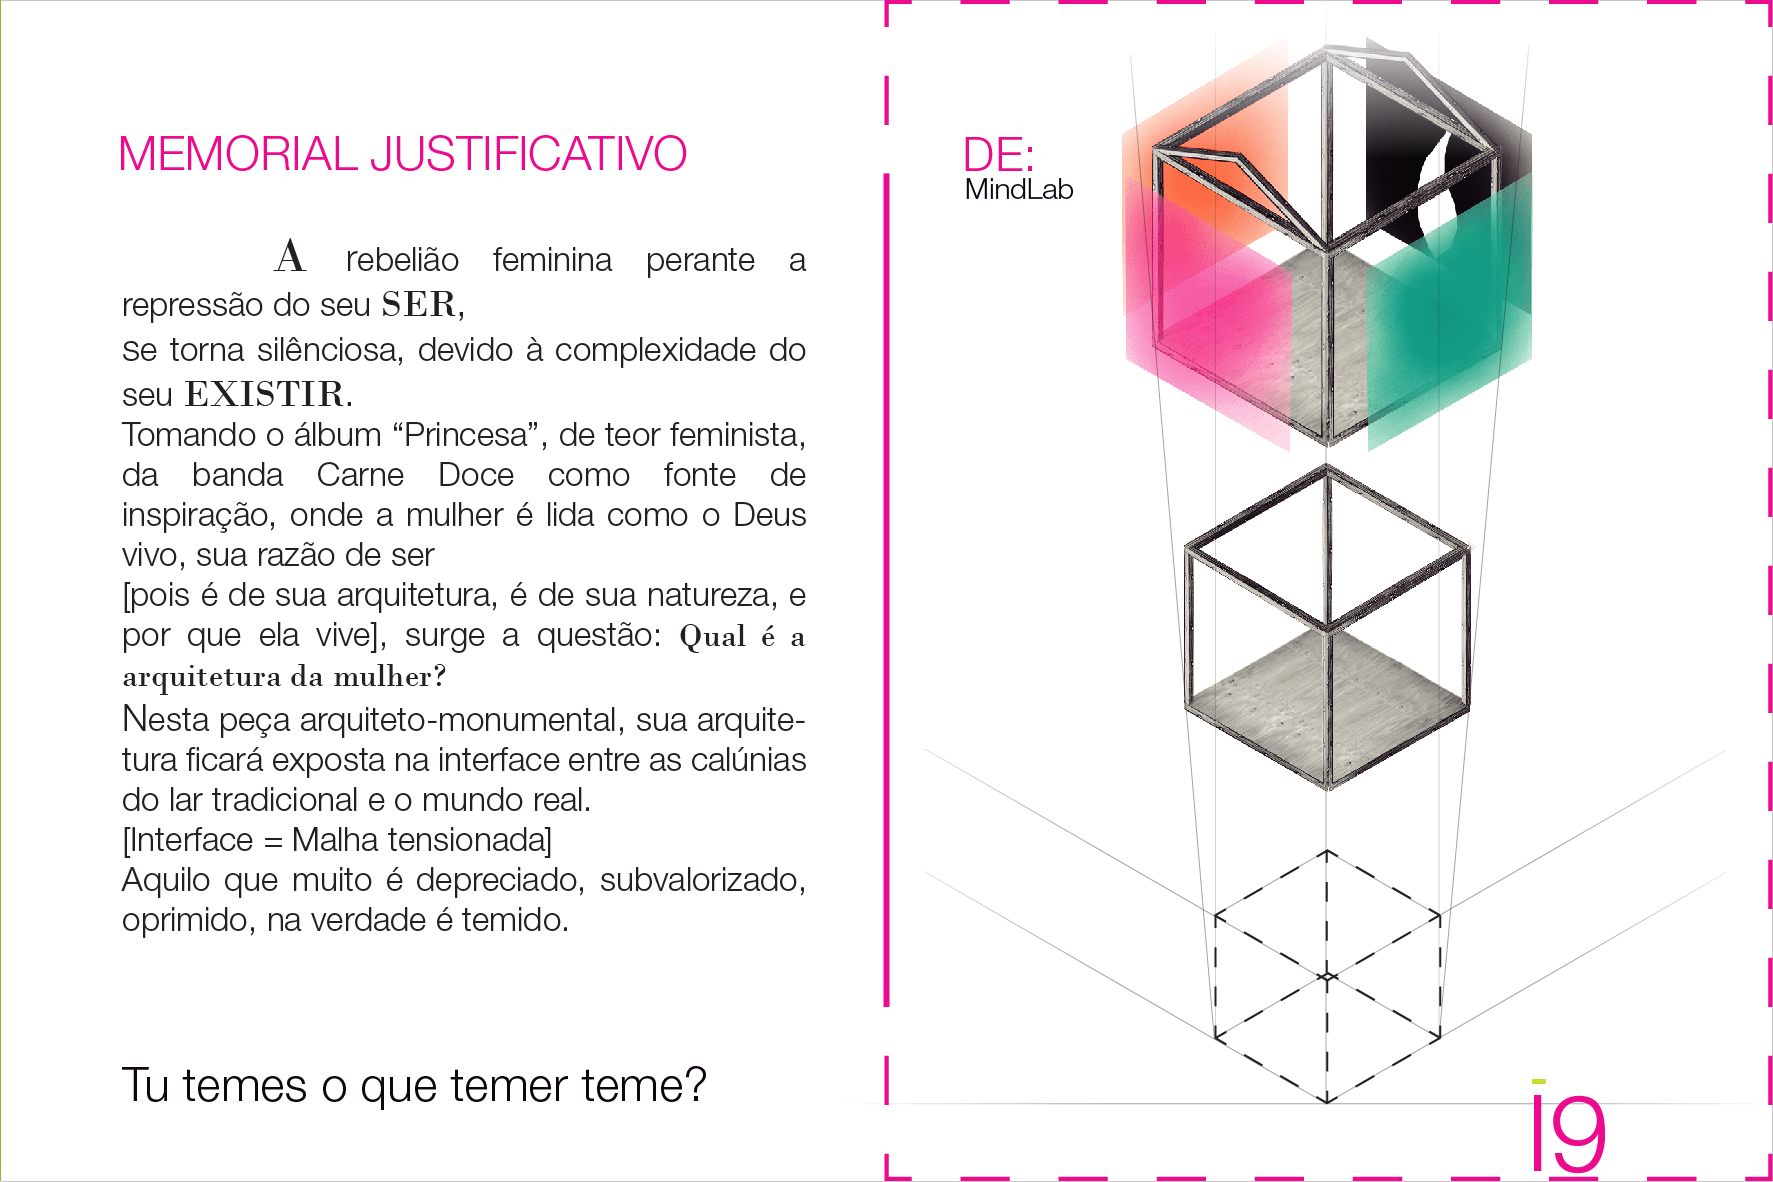 MEMORIAL JUSTIFICATIVO
A rebelião feminina perante a
repressão do seu SER,
se torna silênciosa, devido à complexidade do
seu EXISTIR.
Tomando o álbum “Princesa”, de teor feminista,
da banda Carne Doce como fonte de
inspiração, onde a mulher é lida como o Deus
vivo, sua razão de ser
[pois é de sua arquitetura, é de sua natureza, e
por que ela vive], surge a questão: Qual é a
arquitetura da mulher?
Nesta peça arquiteto-monumental, sua arquite-
tura ficará exposta na interface entre as calúnias
do lar tradicional e o mundo real.
[Interface = Malha tensionada]
Aquilo que muito é depreciado, subvalorizado,
oprimido, na verdade é temido.
Tu temes o que temer teme?
DE:
MindLab
i9